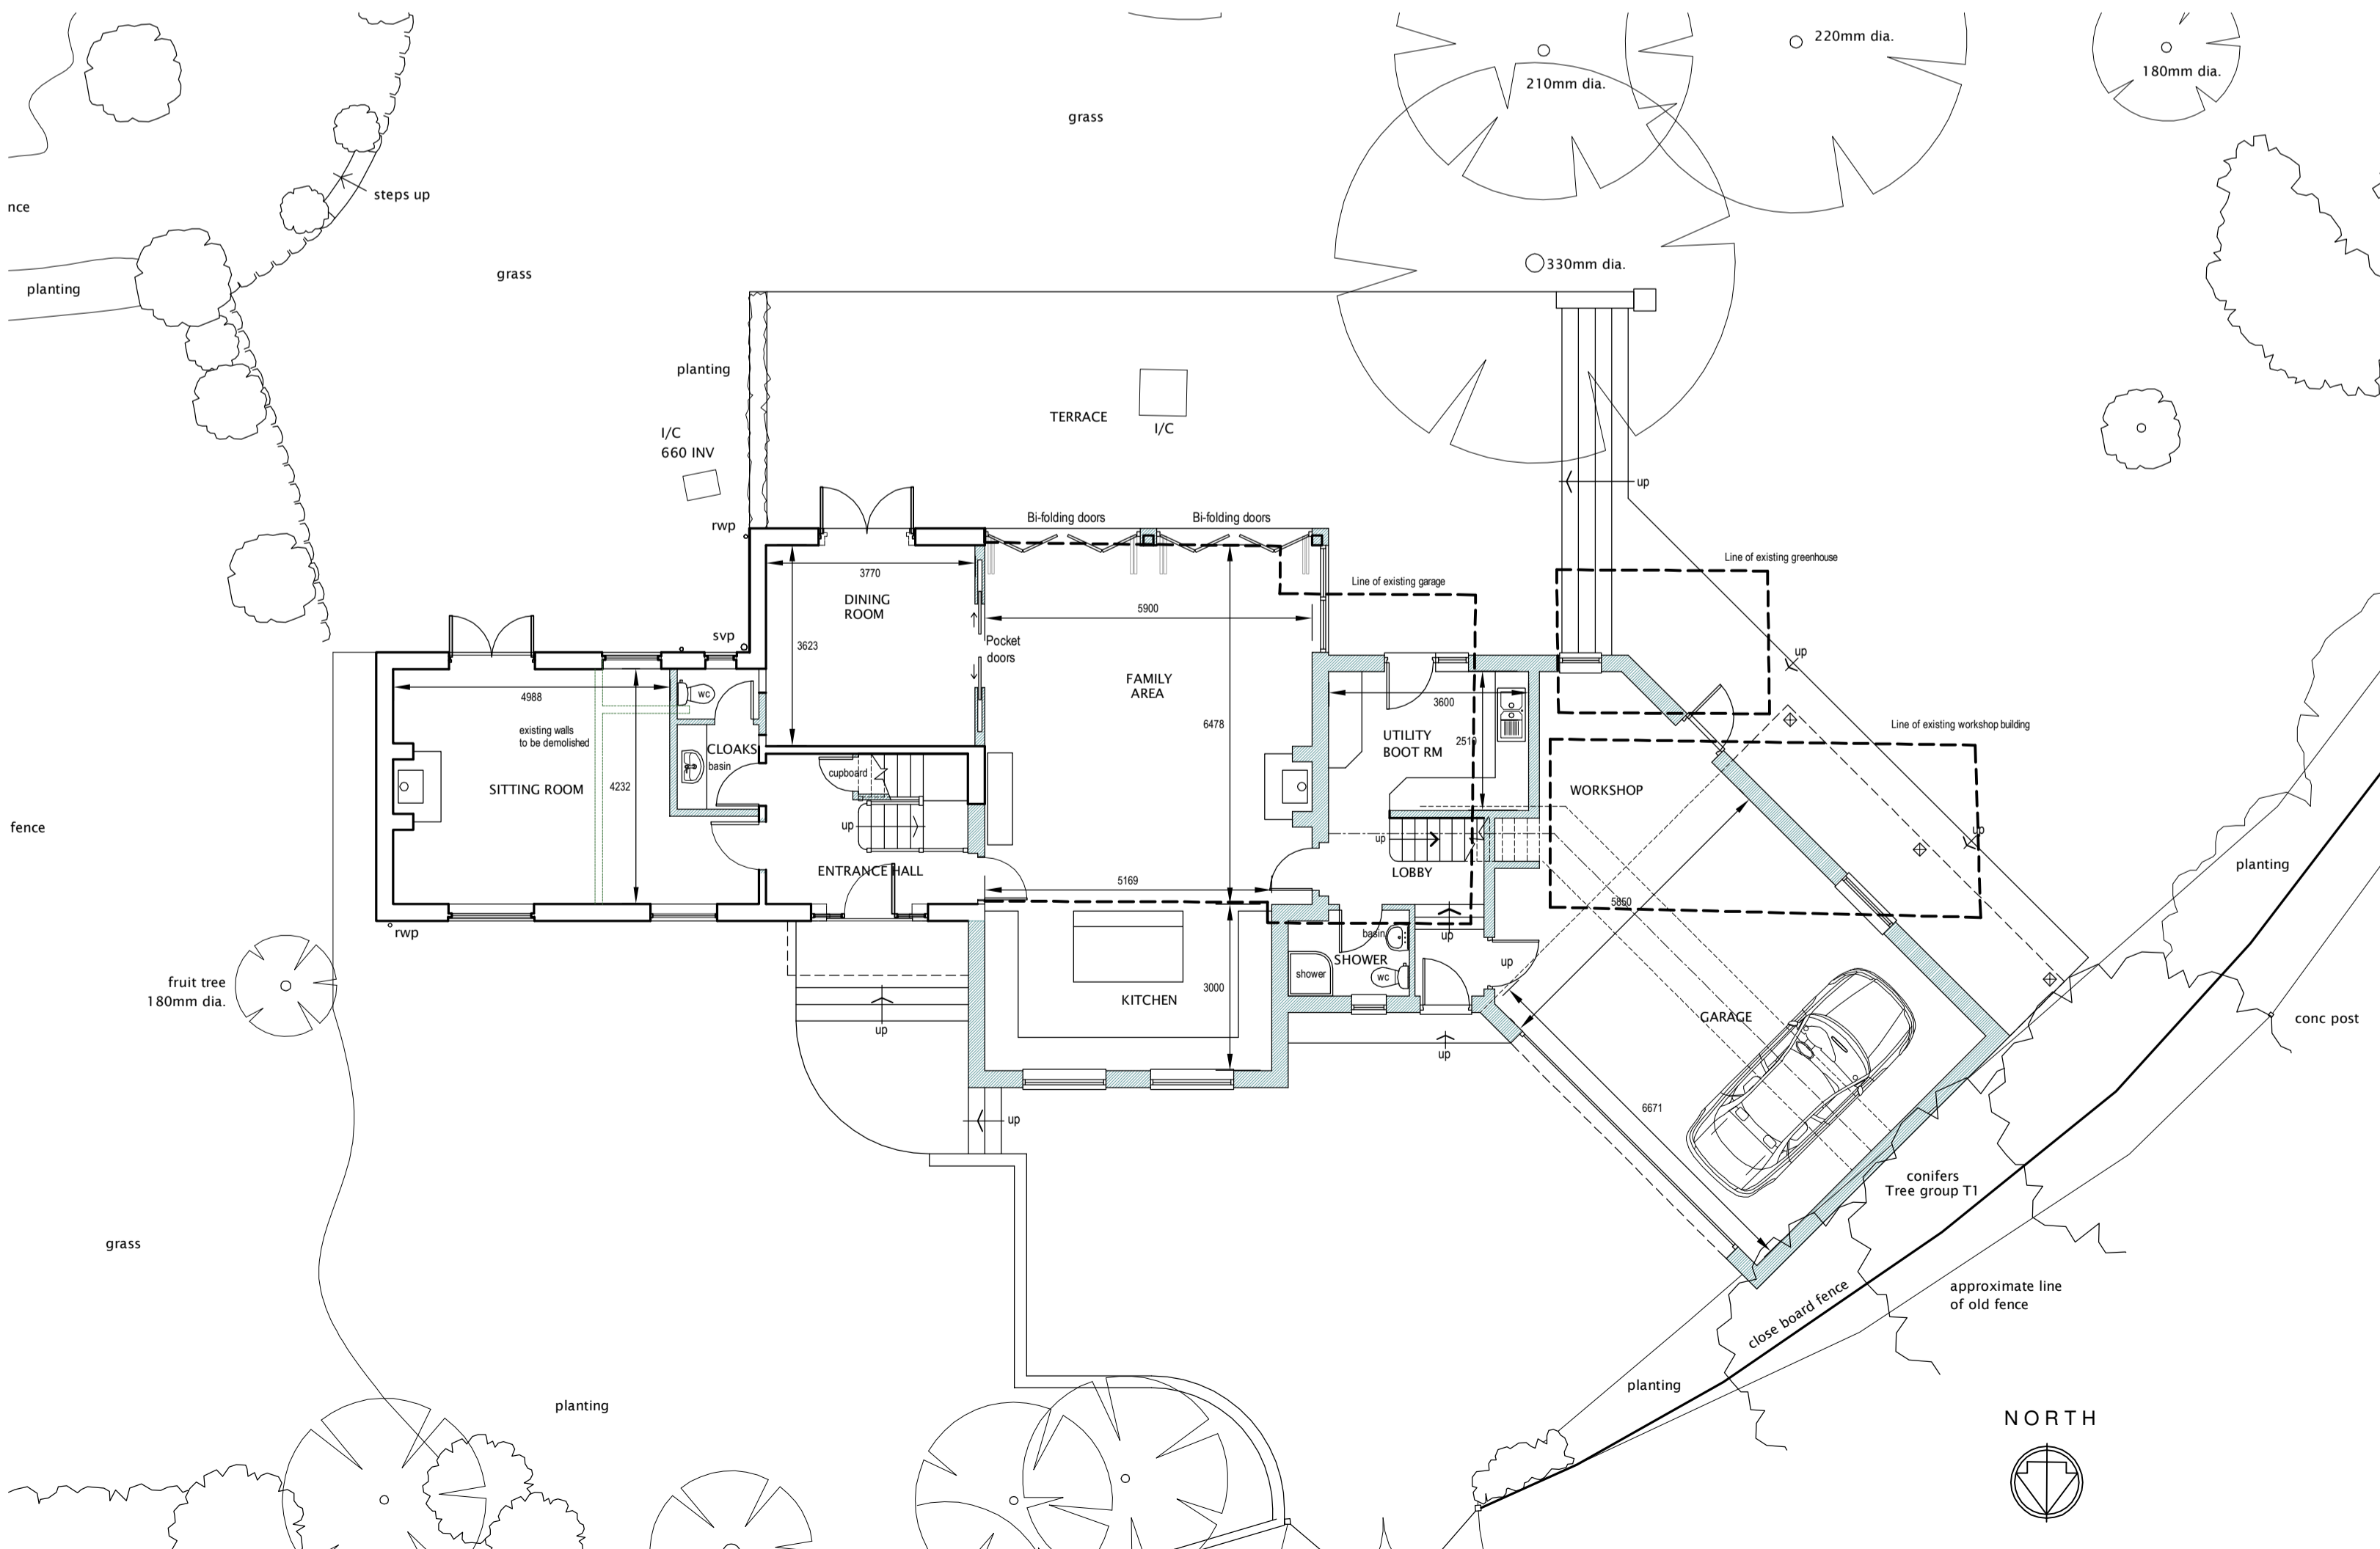 220mm dia.
210mm dia.
180mm dia.
grass
steps up
nce
330mm dia.
grass
planting
planting
TERRACE
I/C
I/C
660 INV
up
rwp
Bi-folding doors
Bi-folding doors
Line of existing greenhouse
3770
Line of existing garage
DINING
ROOM
5900
svp
3623
Pocket
doors
up
FAMILY
AREA
4988
wc
3600
6478
Line of existing workshop building
existing walls
to be demolished
CLOAKS
basin
UTILITY
BOOT RM
2510
cupboard
SITTING ROOM
4232
WORKSHOP
up
up
up
fence
planting
ENTRANCE HALL
5169
LOBBY
5860
rwp
basin
up
SHOWER
up
fruit tree
180mm dia.
shower
wc
3000
KITCHEN
GARAGE
conc post
up
up
up
6671
conifers
Tree group T1
grass
approximate line
of old fence
close board fence
planting
planting
NORTH